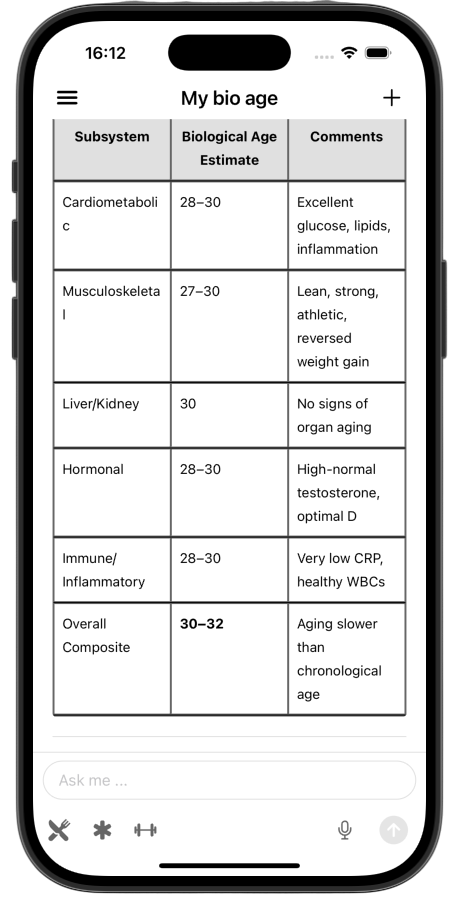 16:12
My bio age
Subsystem
Biological Age
Estimate
Comments
Cardiometaboli
c
28–30
Excellent
glucose, lipids,
inflammation
Musculoskeleta
l
27–30
Lean, strong,
athletic,
reversed
weight gain
Liver/Kidney
30
No signs of
organ aging
Hormonal
28–30
High-normal
testosterone,
optimal D
Immune/
Inflammatory
28–30
Very low CRP,
healthy WBCs
Overall
Composite
30–32
Aging slower
than
chronological
age
Ask me ...